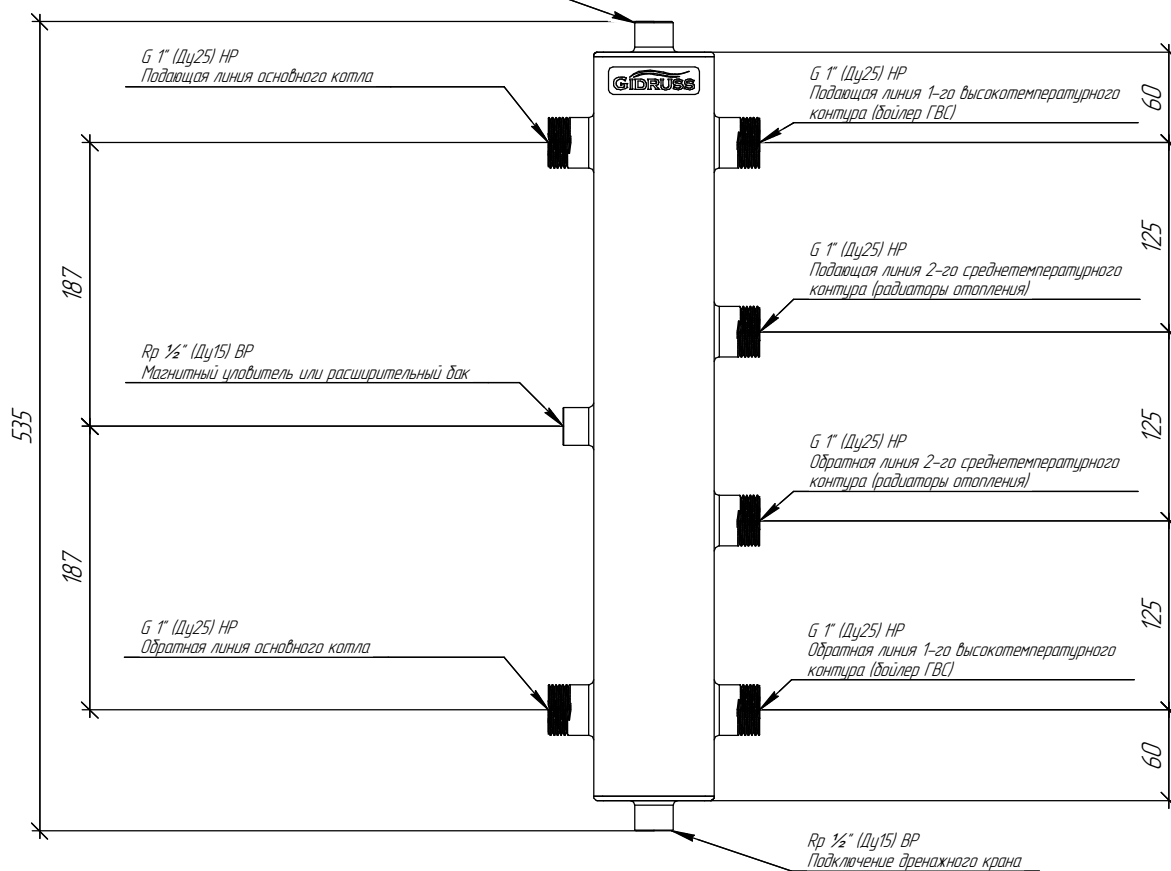 G 1" (Ду25) НР
Подающая линия основного котла
GIDRUSS
G 1" (Ду25) НР
Подающая линия 1-го высокотемпературного
контура (бойлер ГВС)
60
125
187
G 1" (Ду25) НР
Подающая линия 2-го среднетемпературного
контура (радиаторы отопления)
Rp ½" (Ду15) ВР
Магнитный уловитель или расширительный бак
535
125
G 1" (Ду25) НР
Обратная линия 2-го среднетемпературного
контура (радиаторы отопления)
187
125
G 1" (Ду25) НР
Обратная линия основного котла
G 1" (Ду25) НР
Обратная линия 1-го высокотемпературного
контура (бойлер ГВС)
60
Rp ½" (Ду15) ВР
Подключение дренажного крана